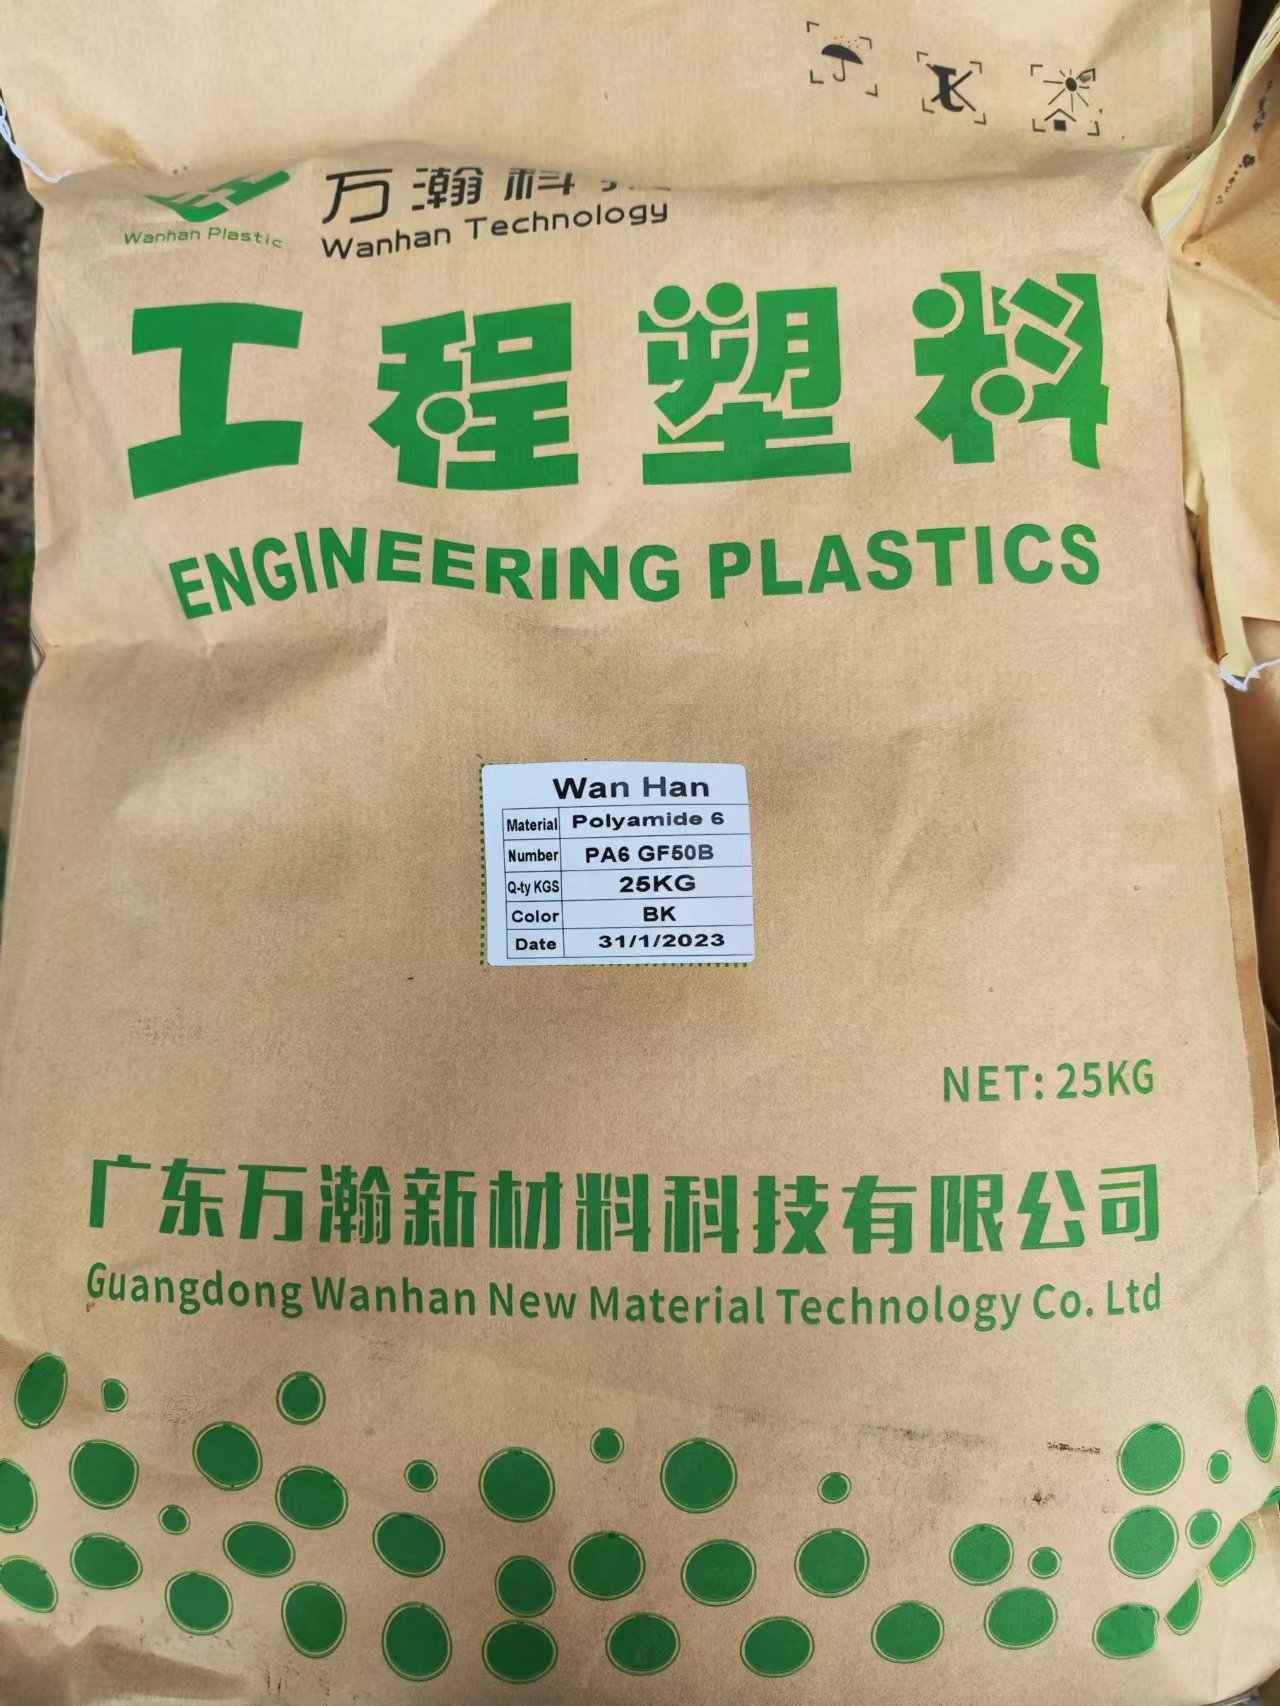 Wanhan Plastic
万瀚科
Wanhan Technology
工程塑料
ENGINEERING PLASTICS
Wan Han
Material Polyamide 6
Number PA6 GF50B
Q-ty KGS 25KG
Color BK
Date 31/1/2023
NET: 25KG
广东万瀚新材料科技有限公司
Guangdong Wanhan New Material Technology Co. Ltd